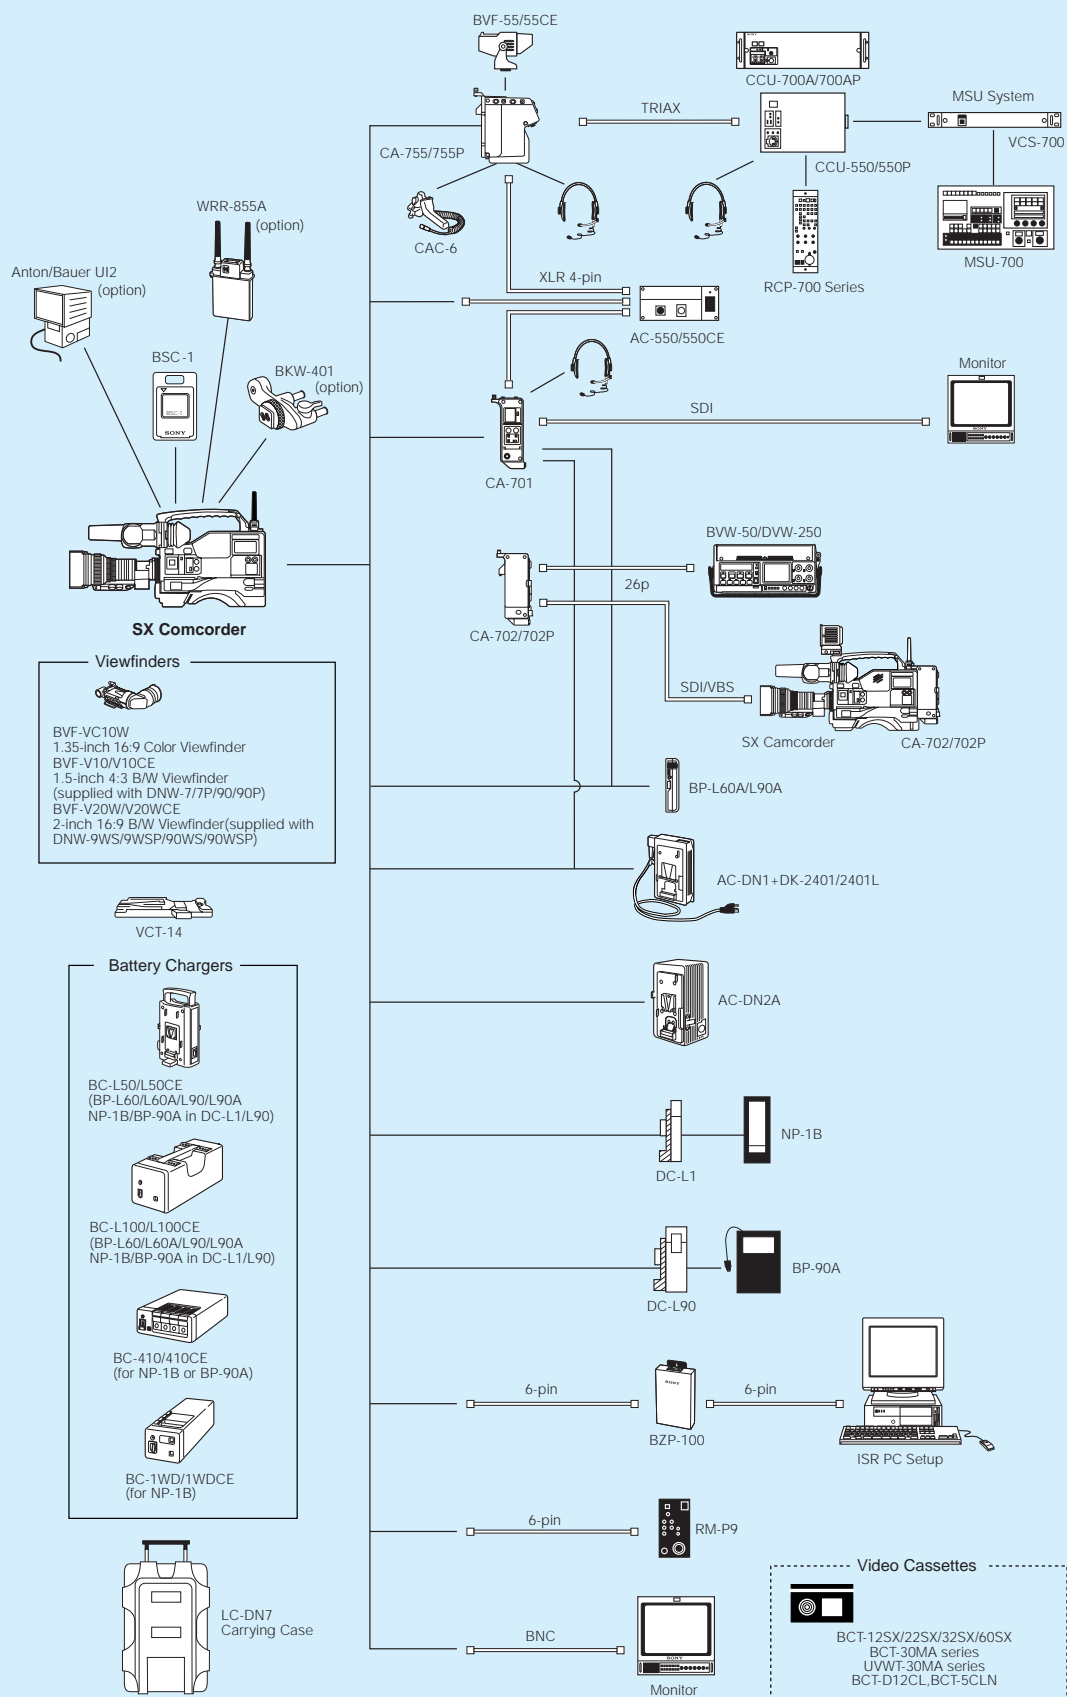 BVF-55/55CE
SONY
CCU-700A/700AP
TRIAX
MSU System
VCS-700
CA-755/755P
CCU-550/550P
WRR-855A
(option)
CAC-6
MSU-700
Anton/Bauer UI2
(option)
XLR 4-pin
RCP-700 Series
AC-550/550CE
BSC-1
BSC-1
SONY
BKW-401
(option)
Monitor
SDI
SONY
CA-701
BVW-50/DVW-250
26p
SX Comcorder
CA-702/702P
SDI/VBS
SX Camcorder
CA-702/702P
Viewfinders
BVF-VC10W
1.35-inch 16:9 Color Viewfinder
BVF-V10/V10CE
1.5-inch 4:3 B/W Viewfinder
(supplied with DNW-7/7P/90/90P)
BVF-V20W/V20WCE
2-inch 16:9 B/W Viewfinder(supplied with
DNW-9WS/9WSP/90WS/90WSP)
BP-L60A/L90A
AC-DN1+DK-2401/2401L
VCT-14
Battery Chargers
AC-DN2A
BC-L50/L50CE
(BP-L60/L60A/L90/L90A
NP-1B/BP-90A in DC-L1/L90)
NP-1B
DC-L1
BC-L100/L100CE
(BP-L60/L60A/L90/L90A
NP-1B/BP-90A in DC-L1/L90)
BP-90A
DC-L90
BC-410/410CE
(for NP-1B or BP-90A)
6-pin
SONY
6-pin
BZP-100
ISR PC Setup
BC-1WD/1WDCE
(for NP-1B)
6-pin
RM-P9
LC-DN7
Carrying Case
BNC
SONY
Monitor
Video Cassettes
BCT-12SX/22SX/32SX/60SX
BCT-30MA series
UVWT-30MA series
BCT-D12CL,BCT-5CLN